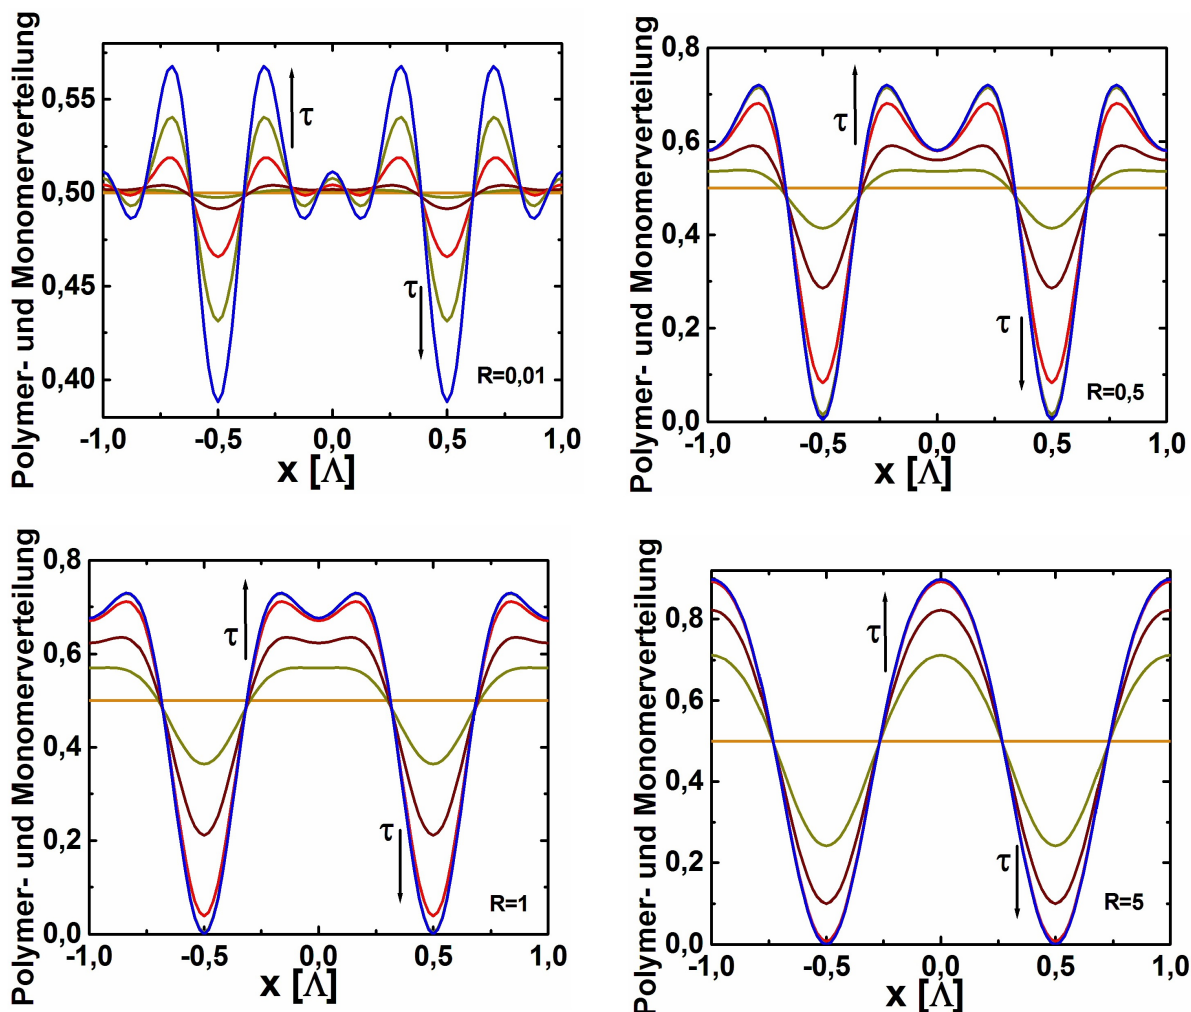 Polymer- und Monomerverteilung
0,55
0,50
0,45
0,40
τ
τ
R=0,01
-1,0 -0,5 0,0 0,5 1,0
x [Λ]
Polymer- und Monomerverteilung
0,8
0,6
0,4
0,2
0,0
τ
τ
R=0,5
-1,0 -0,5 0,0 0,5 1,0
x [Λ]
Polymer- und Monomerverteilung
0,8
0,6
0,4
0,2
0,0
τ
τ
R=1
-1,0 -0,5 0,0 0,5 1,0
x [Λ]
Polymer- und Monomerverteilung
0,8
0,6
0,4
0,2
0,0
τ
τ
R=5
-1,0 -0,5 0,0 0,5 1,0
x [Λ]